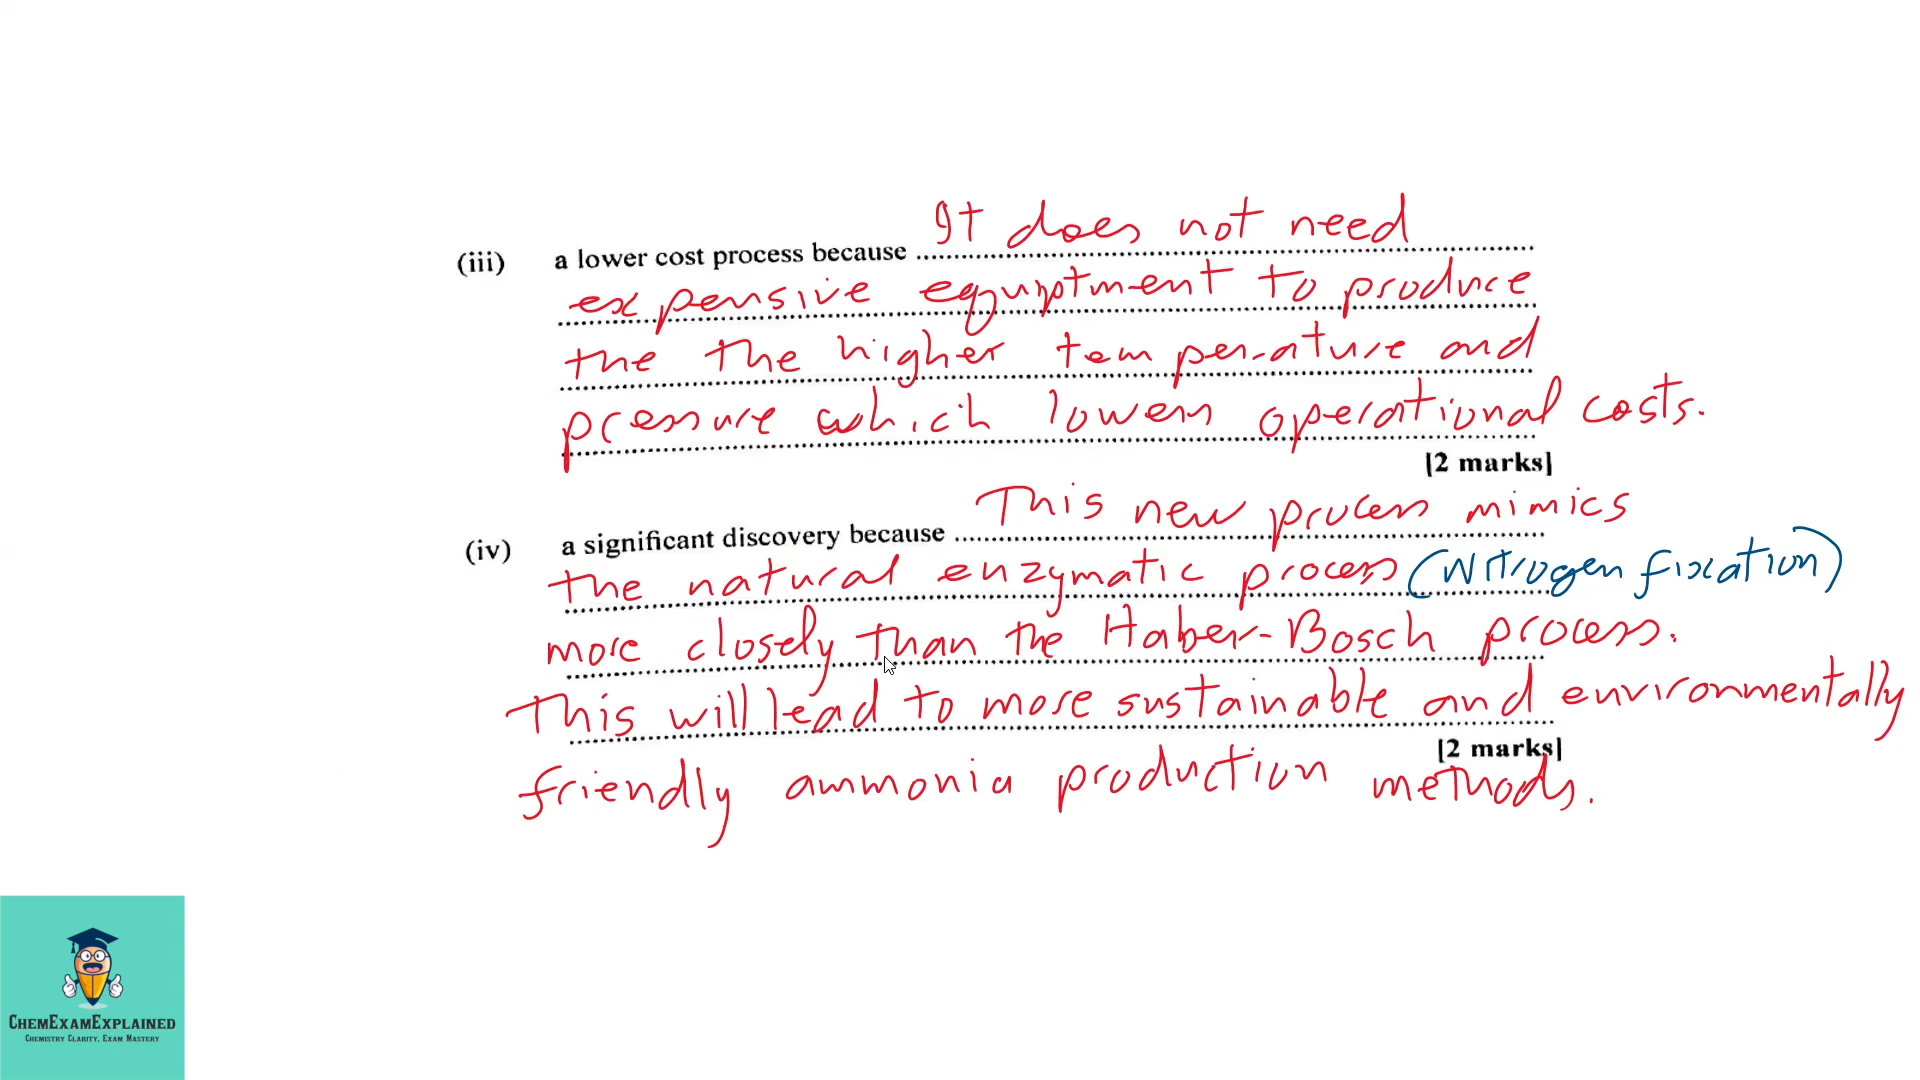 (iii) a lower cost process because It does not need
expensive equiptment to produce
the the higher temperature and
pressure which lowers operational costs.
[2 marks]
(iv) a significant discovery because This new process mimics
the natural enzymatic process (Nitrogen fixation)
more closely than the Haber-Bosch process.
This will lead to more sustainable and environmentally
[2 marks]
friendly ammonia production methods.
CHEMEXAMEXPLAINED
CHEMISTRY CLARITY, EXAM MASTERY